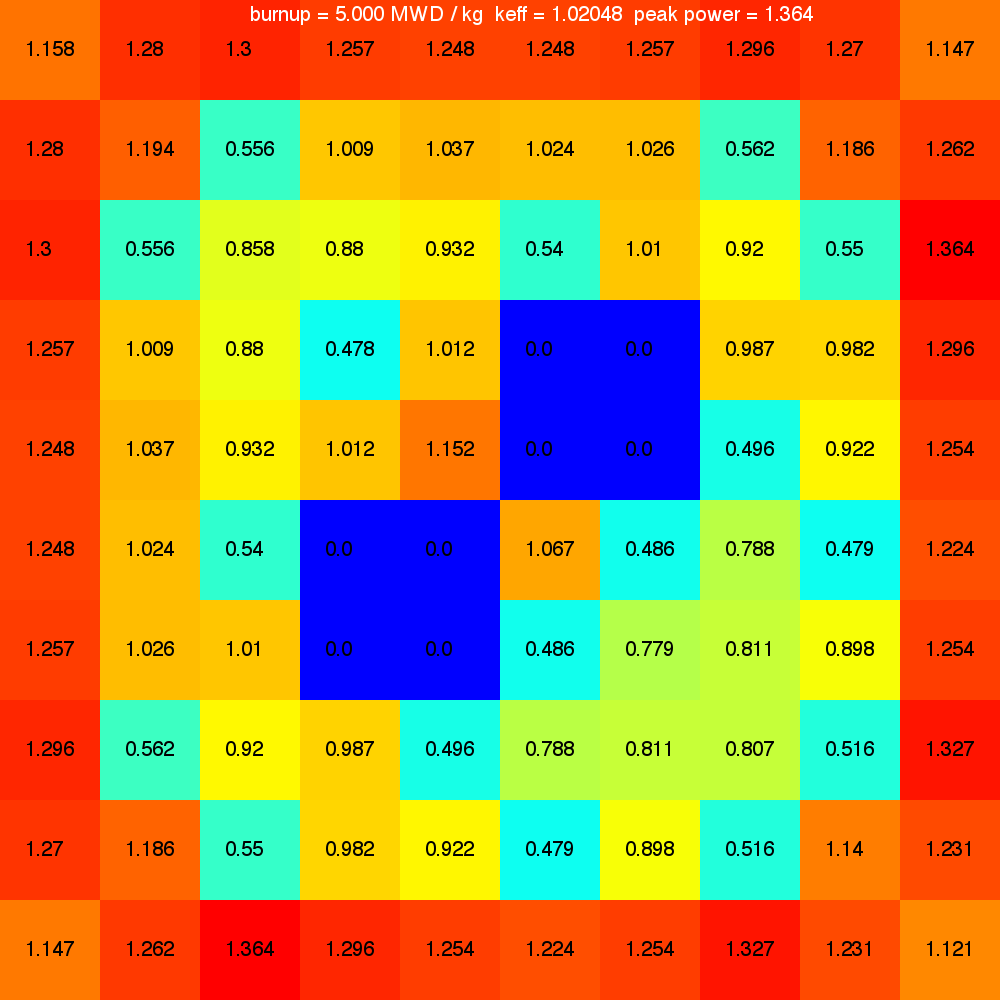 burnup = 5.000 MWD / kg keff = 1.02048 peak power = 1.364
1.158 1.28 1.3 1.257 1.248 1.248 1.257 1.296 1.27 1.147
1.28 1.194 0.556 1.009 1.037 1.024 1.026 0.562 1.186 1.262
1.3 0.556 0.858 0.88 0.932 0.54 1.01 0.92 0.55 1.364
1.257 1.009 0.88 0.478 1.012 0.0 0.0 0.987 0.982 1.296
1.248 1.037 0.932 1.012 1.152 0.0 0.0 0.496 0.922 1.254
1.248 1.024 0.54 0.0 0.0 1.067 0.486 0.788 0.479 1.224
1.257 1.026 1.01 0.0 0.0 0.486 0.779 0.811 0.898 1.254
1.296 0.562 0.92 0.987 0.496 0.788 0.811 0.807 0.516 1.327
1.27 1.186 0.55 0.982 0.922 0.479 0.898 0.516 1.14 1.231
1.147 1.262 1.364 1.296 1.254 1.224 1.254 1.327 1.231 1.121